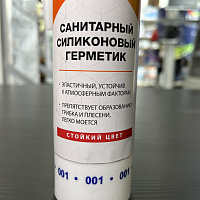 САНИТАРНЫЙ
СИЛИКОНОВЫЙ
ГЕРМЕТИК
• ЭЛАСТИЧНЫЙ, УСТОЙЧИВ
К АТМОСФЕРНЫМ ФАКТОРАМ
• ПРЕПЯТСТВУЕТ ОБРАЗОВАНИЮ
ГРИБКА И ПЛЕСЕНИ,
ЛЕГКО МОЕТСЯ
СТОЙКИЙ ЦВЕТ
001 • 001 • 001